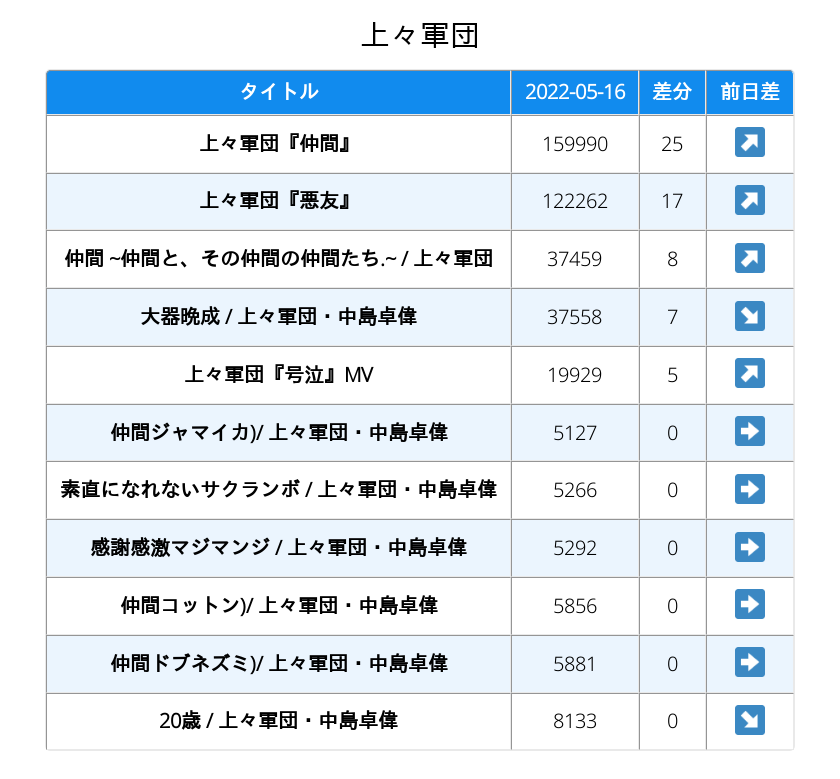 上々軍団
タイトル 2022-05-16 差分 前日差
上々軍団『仲間』 159990 25
上々軍団『悪友』 122262 17
仲間 ~仲間と、その仲間の仲間たち.~ / 上々軍団 37459 8
大器晩成 / 上々軍団・中島卓偉 37558 7
上々軍団『号泣』MV 19929 5
仲間ジャマイカ)/ 上々軍団・中島卓偉 5127 0
素直になれないサクランボ / 上々軍団・中島卓偉 5266 0
感謝感激マジマンジ / 上々軍団・中島卓偉 5292 0
仲間コットン)/ 上々軍団・中島卓偉 5856 0
仲間ドブネズミ)/ 上々軍団・中島卓偉 5881 0
20歳 / 上々軍団・中島卓偉 8133 0